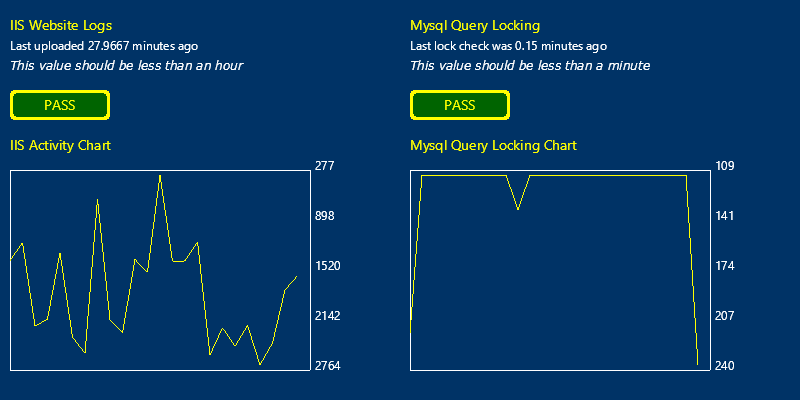 IIS Website Logs
Last uploaded 27.9667 minutes ago
This value should be less than an hour
PASS
IIS Activity Chart
277
898
1520
2142
2764
Mysql Query Locking
Last lock check was 0.15 minutes ago
This value should be less than a minute
PASS
Mysql Query Locking Chart
109
141
174
207
240